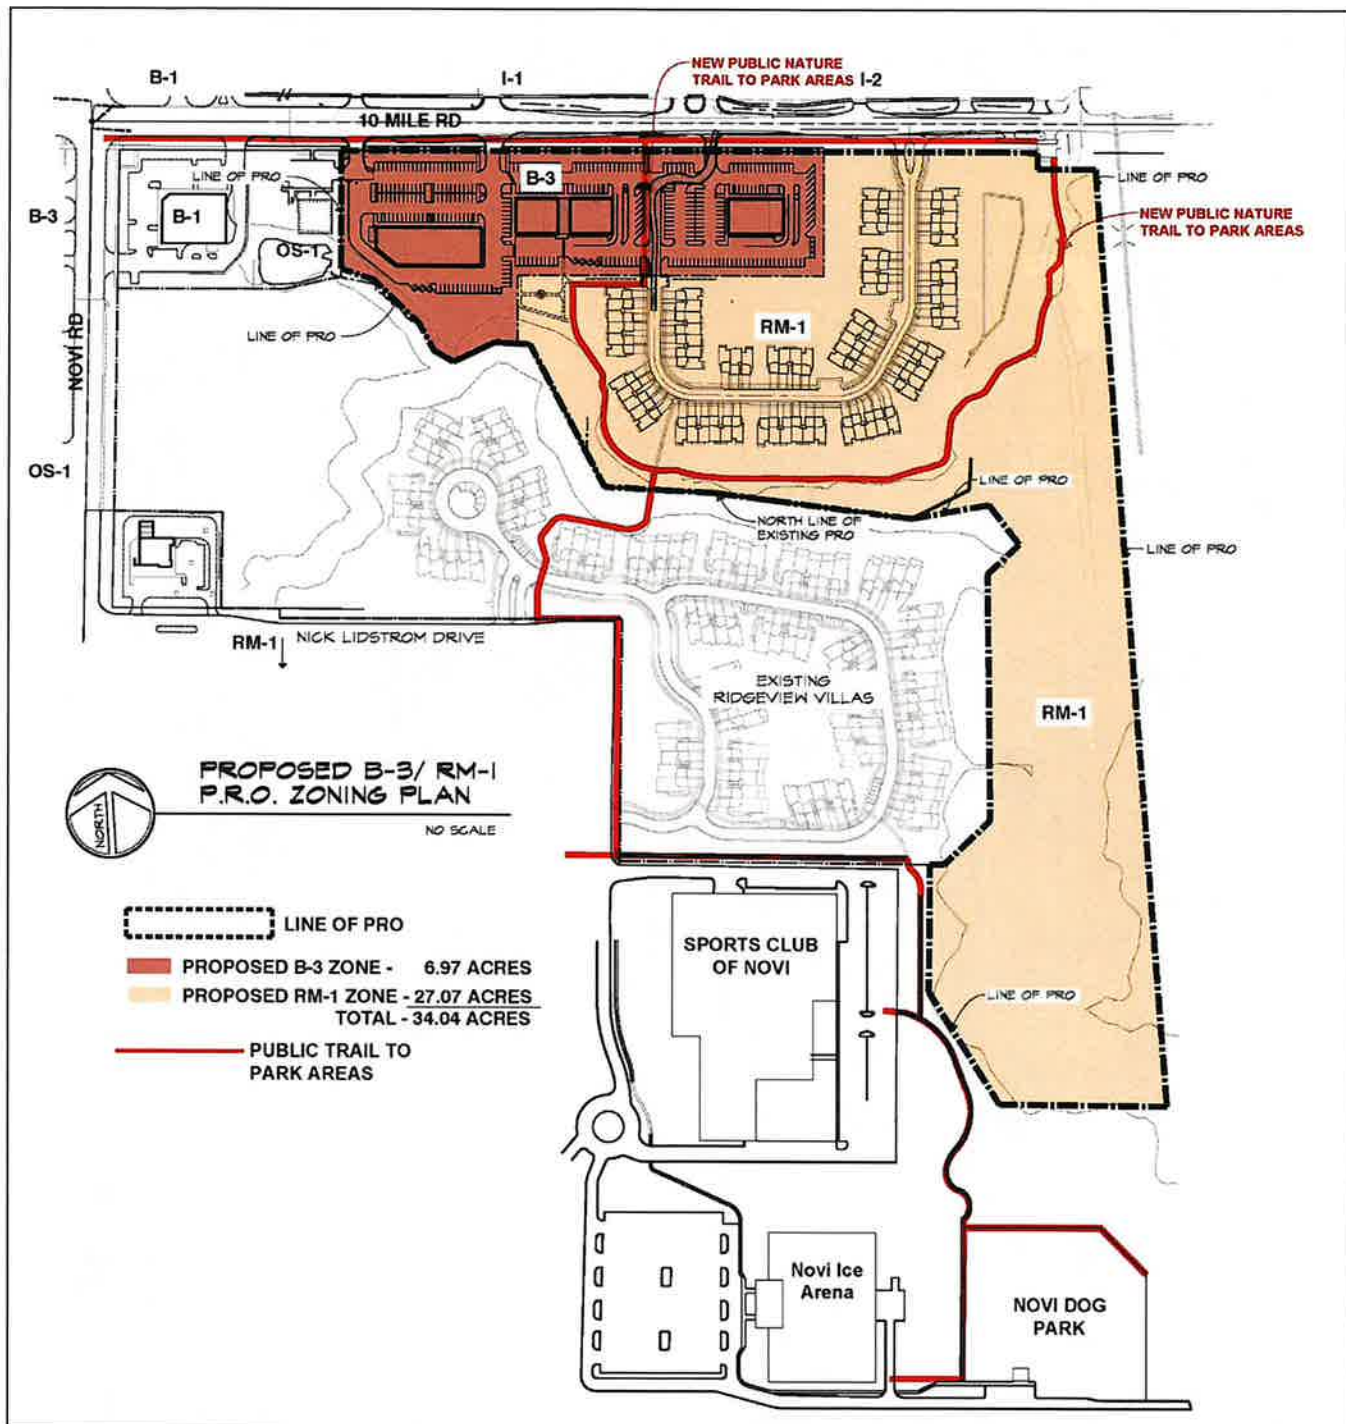 B-1
I-1
NEW PUBLIC NATURE
TRAIL TO PARK AREAS
I-2
10 MILE RD
LINE OF PRO
B-3
LINE OF PRO
B-3
B-1
NEW PUBLIC NATURE
TRAIL TO PARK AREAS
OS-1
LINE OF PRO
RM-1
NOVI RD
OS-1
LINE OF PRO
NORTH LINE OF
EXISTING PRO
LINE OF PRO
RM-1
NICK LIDSTROM DRIVE
EXISTING
RIDGEVIEW VILLAS
RM-1
PROPOSED B-3/ RM-1
P.R.O. ZONING PLAN
NORTH
NO SCALE
LINE OF PRO
SPORTS CLUB
OF NOVI
PROPOSED B-3 ZONE - 6.97 ACRES
PROPOSED RM-1 ZONE - 27.07 ACRES
TOTAL - 34.04 ACRES
LINE OF PRO
PUBLIC TRAIL TO
PARK AREAS
Novi Ice
Arena
NOVI DOG
PARK